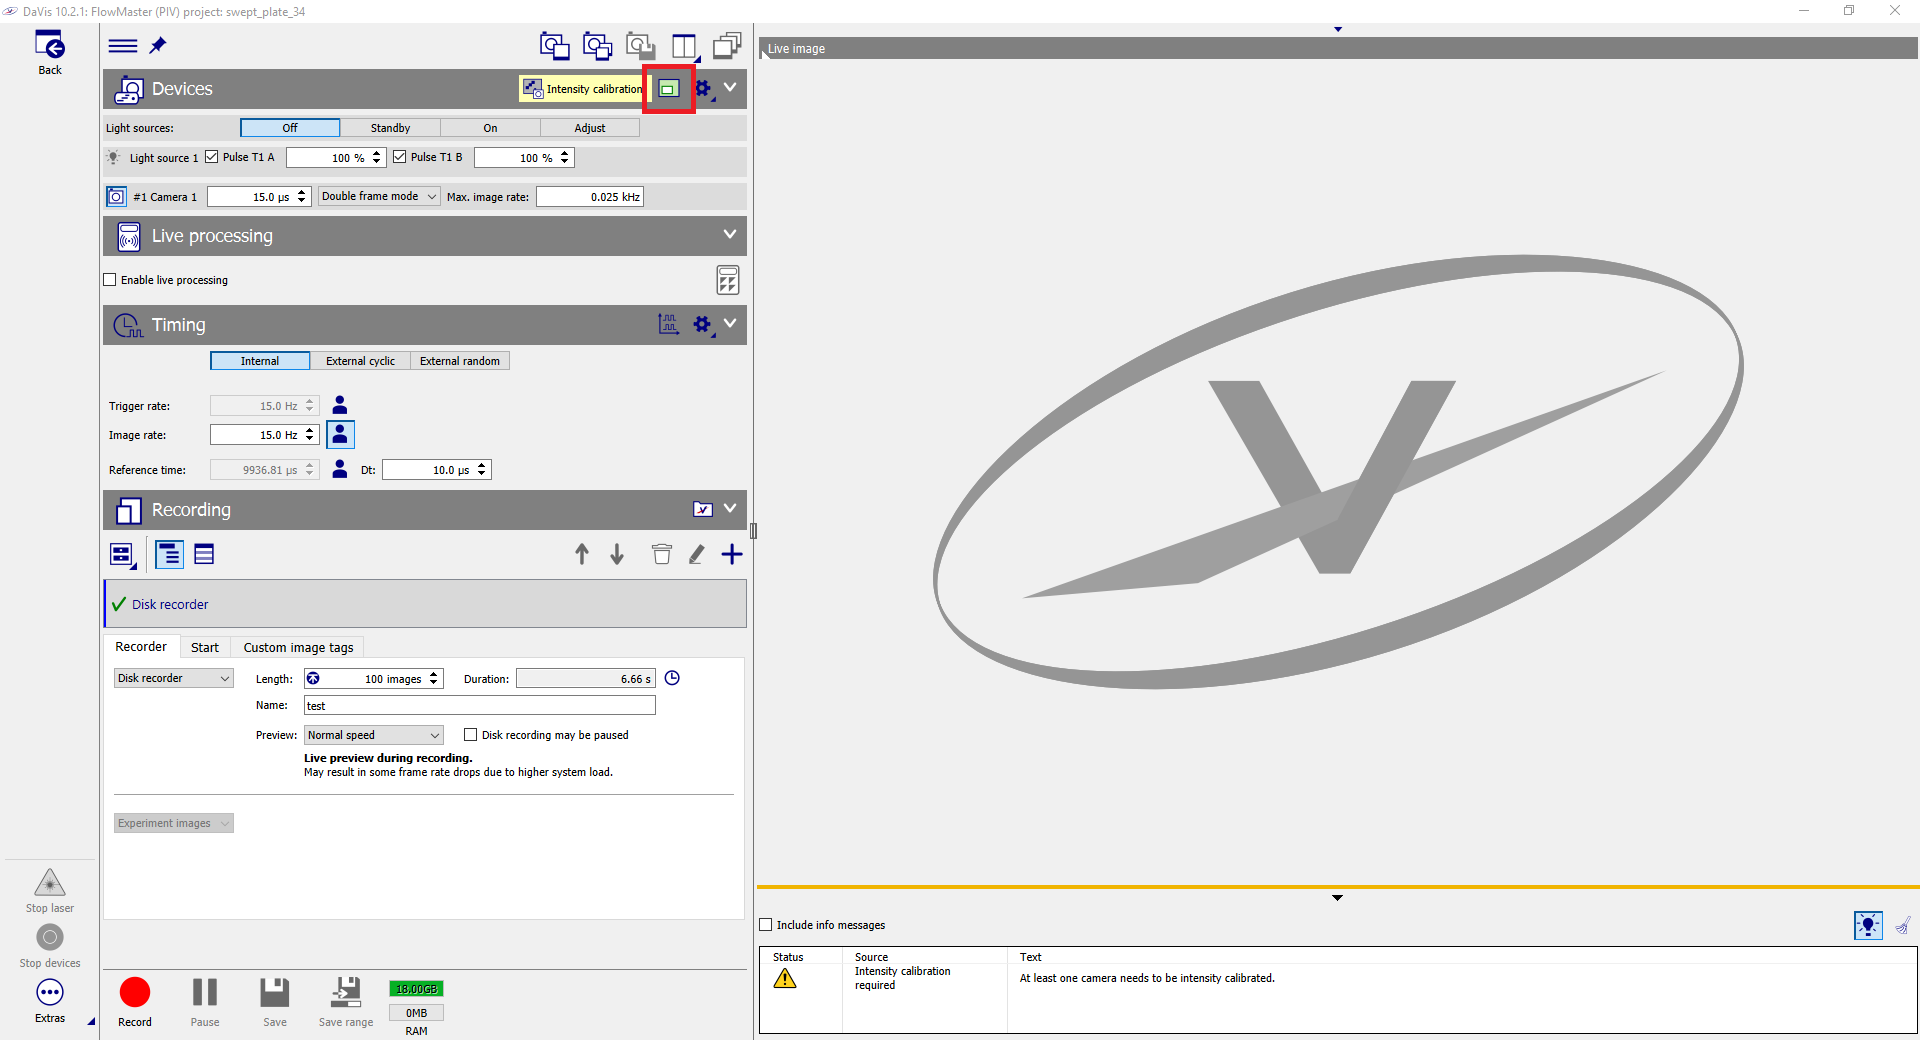 DaVis 10.2.1: FlowMaster (PIV) project: swept_plate_34
Back
Devices
Intensity calibration
Light sources: Off Standby On Adjust
Light source 1 Pulse T1 A 100 % Pulse T1 B 100 %
#1 Camera 1 15.0 µs Double frame mode Max. image rate: 0.025 kHz
Live processing
Enable live processing
Timing
Internal External cyclic External random
Trigger rate: 15.0 Hz
Image rate: 15.0 Hz
Reference time: 9936.81 µs Dt: 10.0 µs
Recording
Disk recorder
Recorder Start Custom image tags
Disk recorder Length: 100 images Duration: 6.66 s
Name: test
Preview: Normal speed Disk recording may be paused
Live preview during recording.
May result in some frame rate drops due to higher system load.
Experiment images
Stop laser
Stop devices
Extras
Record Pause Save Save range
18.00GB
0MB
RAM
Live image
Include info messages
Status Source Text
Intensity calibration
required
At least one camera needs to be intensity calibrated.